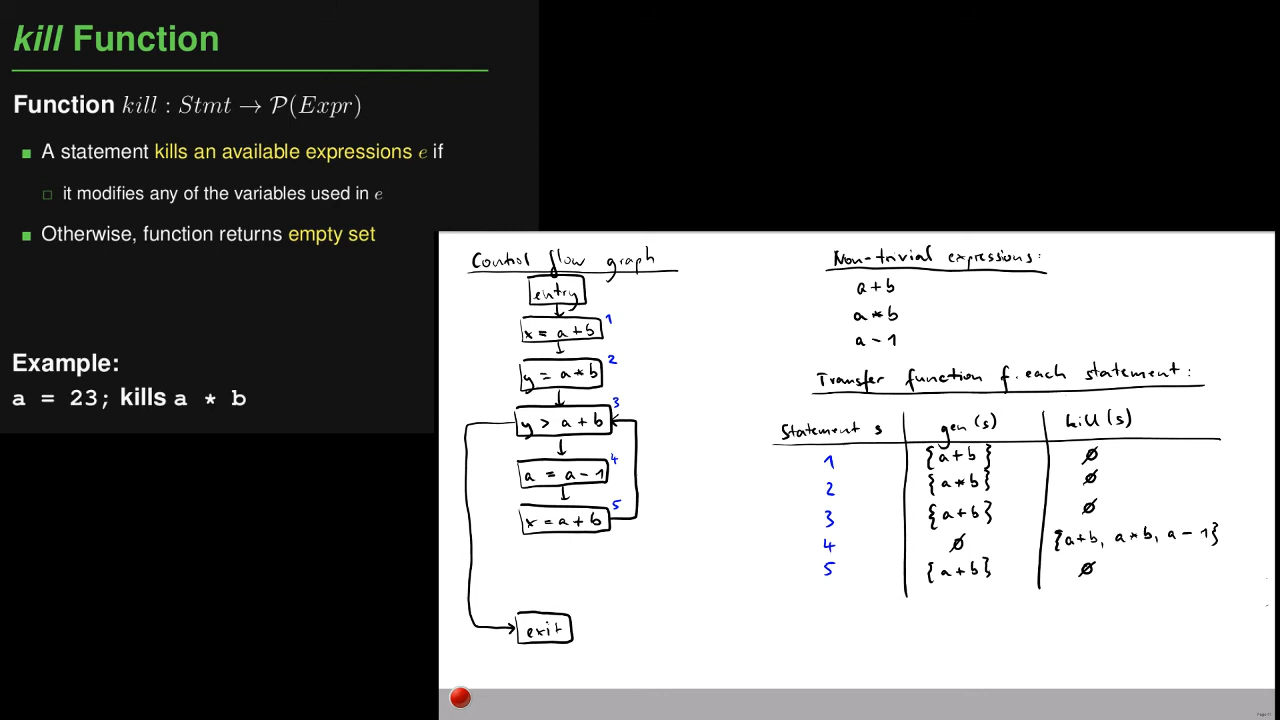 kill Function
Function kill : Stmt → P(Expr)
A statement kills an available expressions e if
it modifies any of the variables used in e
Otherwise, function returns empty set
Example:
a = 23; kills a * b
Control flow graph
entry
x = a + b 1
y = a * b 2
y > a + b 3
a = a - 1 4
x = a + b 5
exit
Non-trivial expressions:
a + b
a * b
a - 1
Transfer function f. each statement:
Statement s gen (s) kill (s)
1 {a+b} ∅
2 {a*b} ∅
3 {a+b} ∅
4 ∅ {a+b, a*b, a-1}
5 {a+b} ∅